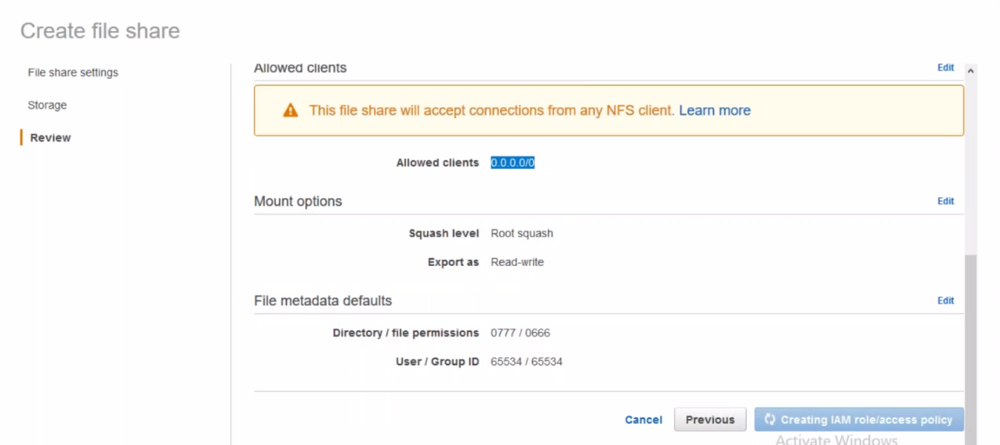 Create file share
File share settings
Storage
Review
Allowed clients Edit
This file share will accept connections from any NFS client. Learn more
Allowed clients 0.0.0.0/0
Mount options Edit
Squash level Root squash
Export as Read-write
File metadata defaults Edit
Directory / file permissions 0777 / 0666
User / Group ID 65534 / 65534
Cancel Previous Creating IAM role/access policy
Activate Windows